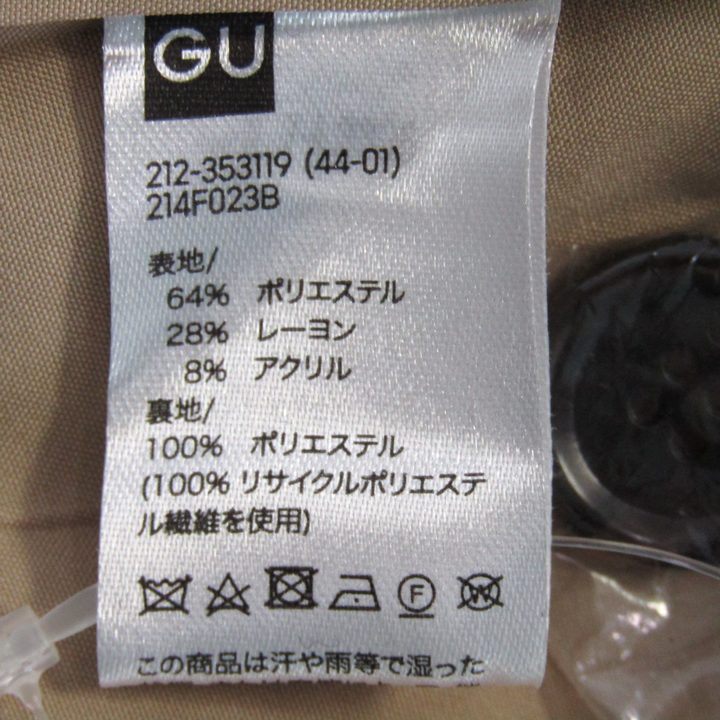 GU
212-353119 (44-01)
214F023B
表地/
64% ポリエステル
28% レーヨン
8% アクリル
裏地/
100% ポリエステル
(100% リサイクルポリエステ
ル繊維を使用)
F
W
この商品は汗や雨等で湿った